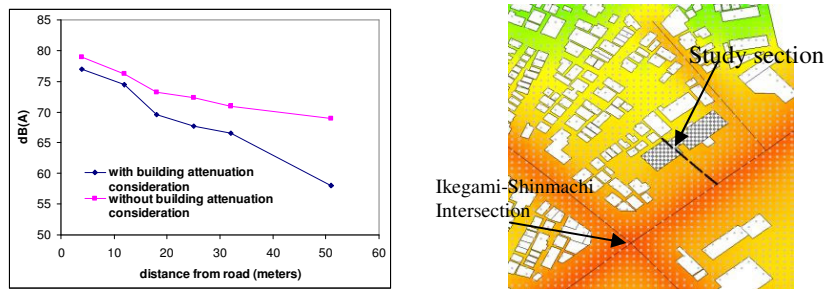 85
80
75
70
65
60
55
50
dB(A)
with building attenuation
consideration
without building attenuation
consideration
0 10 20 30 40 50 60
distance from road (meters)
Study section
Ikegami-Shinmachi
Intersection